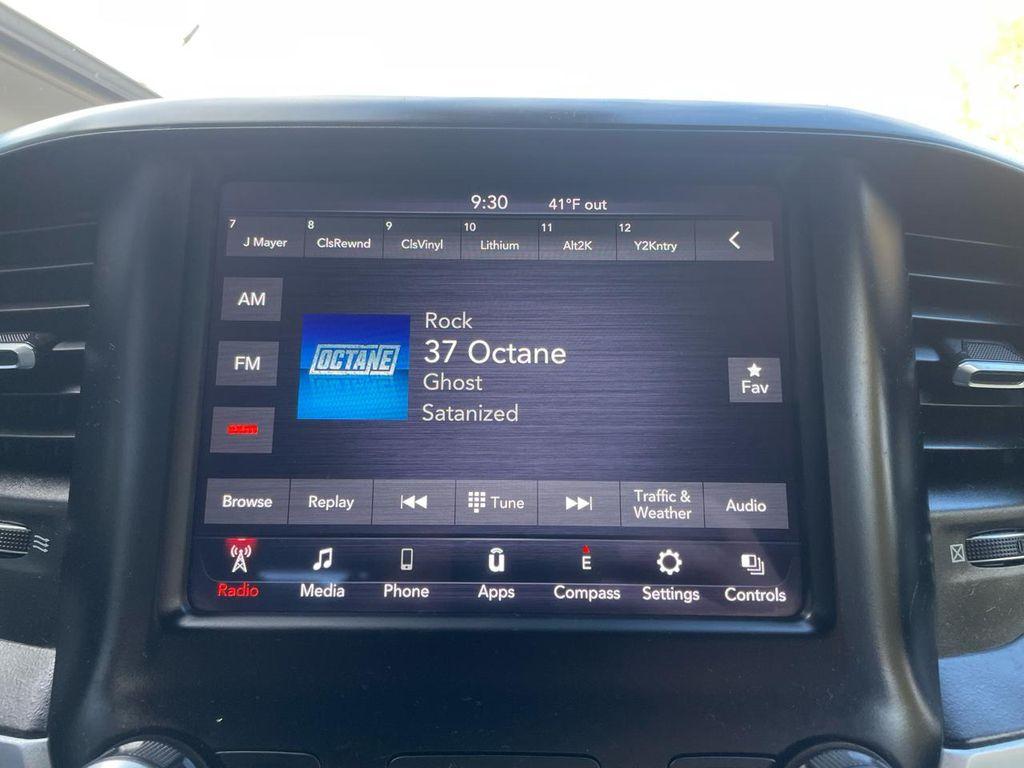 9:30 41°F out
7 J Mayer 8 ClsRewnd 9 ClsVinyl 10 Lithium 11 Alt2K 12 Y2Kntry
AM
FM
OCTANE
Rock
37 Octane
Ghost
Satanized
Fav
Browse Replay Tune Traffic & Weather Audio
E
Radio Media Phone Apps Compass Settings Controls